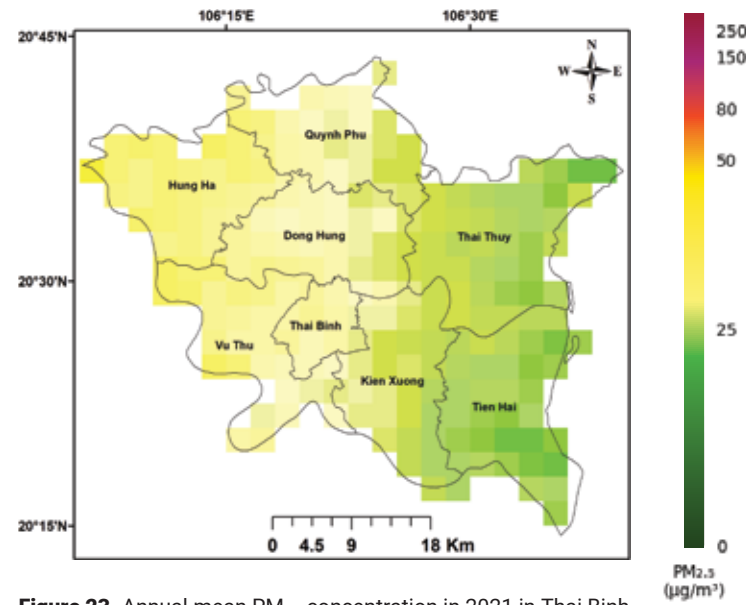 106°15'E 106°30'E
20°45'N
N
W E
S
Quynh Phu
Hung Ha
Dong Hung
Thai Thuy
20°30'N
Thai Binh
Vu Thu
Kien Xuong
Tien Hai
20°15'N
0 4.5 9 18 Km
250
150
80
50
25
0
PM2.5
(µg/m³)
Figure 23. Annual mean PM concentration in 2021 in Thai Binh